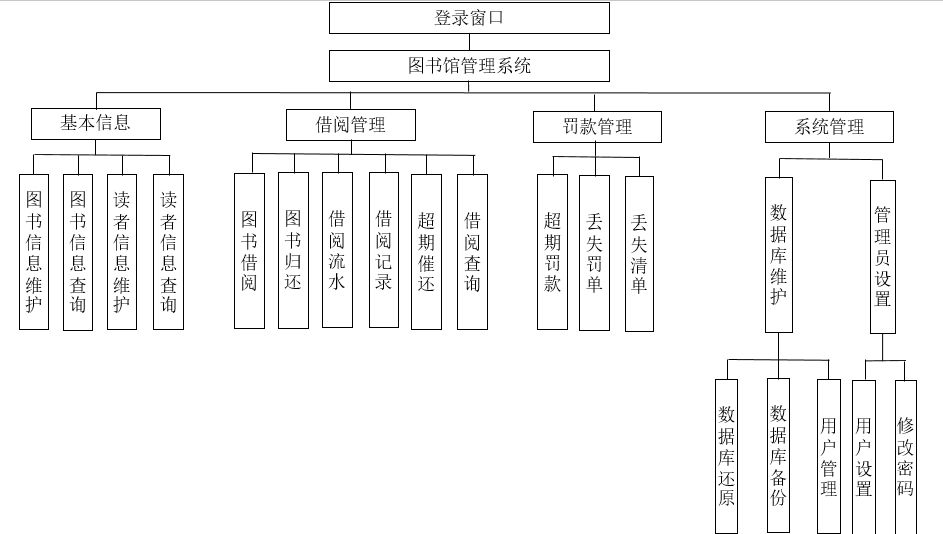 登录窗口
图书馆管理系统
基本信息
借阅管理
罚款管理
系统管理
图书信息维护
图书信息查询
读者信息维护
读者信息查询
图书借阅
图书归还
借阅流水
借阅记录
超期催还
借阅查询
超期罚款
丢失罚单
丢失清单
数据库维护
管理员设置
数据库还原
数据库备份
用户管理
用户设置
修改密码